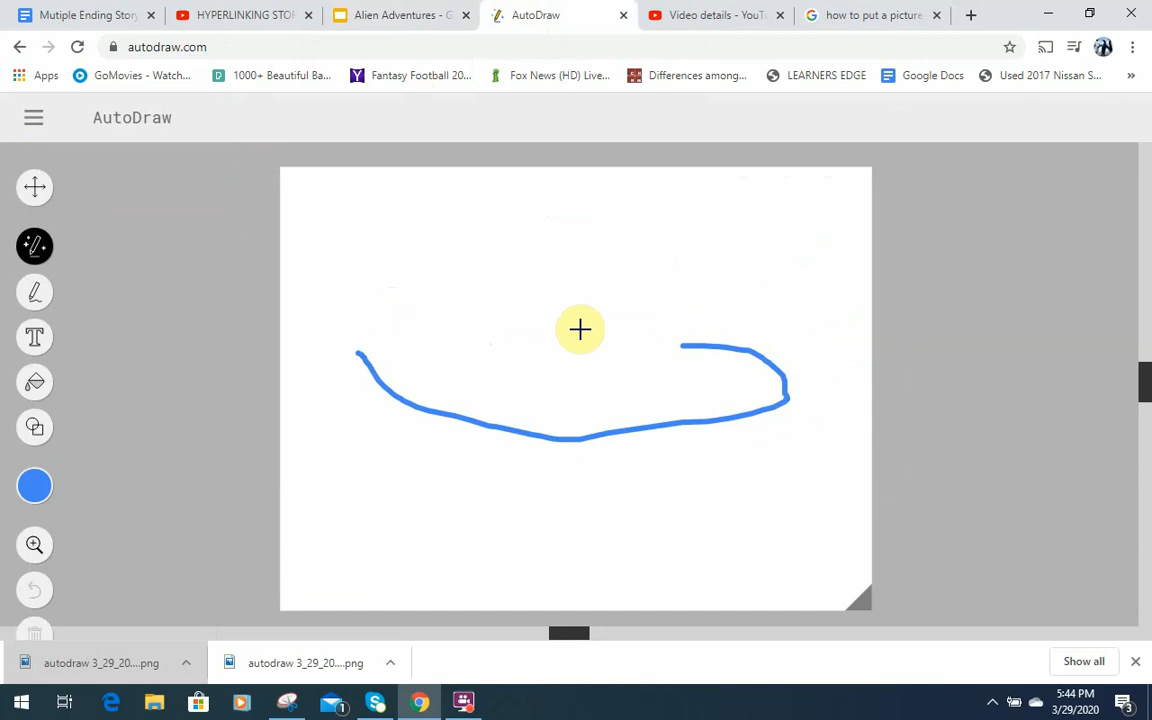 Mutiple Ending Story
HYPERLINKING STOR
Alien Adventures - G
AutoDraw
Video details - YouTu
how to put a picture
autodraw.com
Apps
GoMovies - Watch...
1000+ Beautiful Ba...
Fantasy Football 20...
Fox News (HD) Live...
Differences among...
LEARNERS EDGE
Google Docs
Used 2017 Nissan S...
»
AutoDraw
T
autodraw 3_29_20....png
autodraw 3_29_20....png
Show all
1
5:44 PM
3/29/2020
3